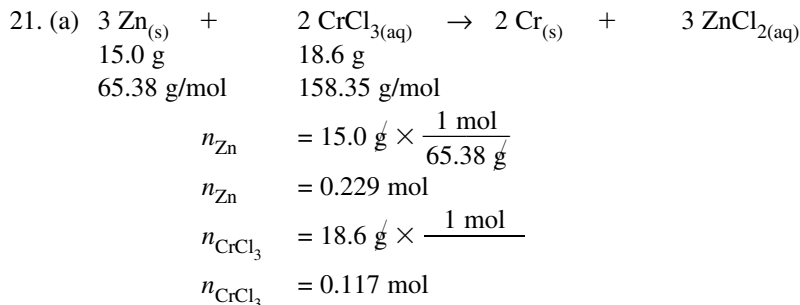 21. (a) 3 Zn(s) + 2 CrCl3(aq) → 2 Cr(s) + 3 ZnCl2(aq)
15.0 g 18.6 g
65.38 g/mol 158.35 g/mol
nZn = 15.0 g × 1 mol / 65.38 g
nZn = 0.229 mol
nCrCl3 = 18.6 g × 1 mol
nCrCl3 = 0.117 mol